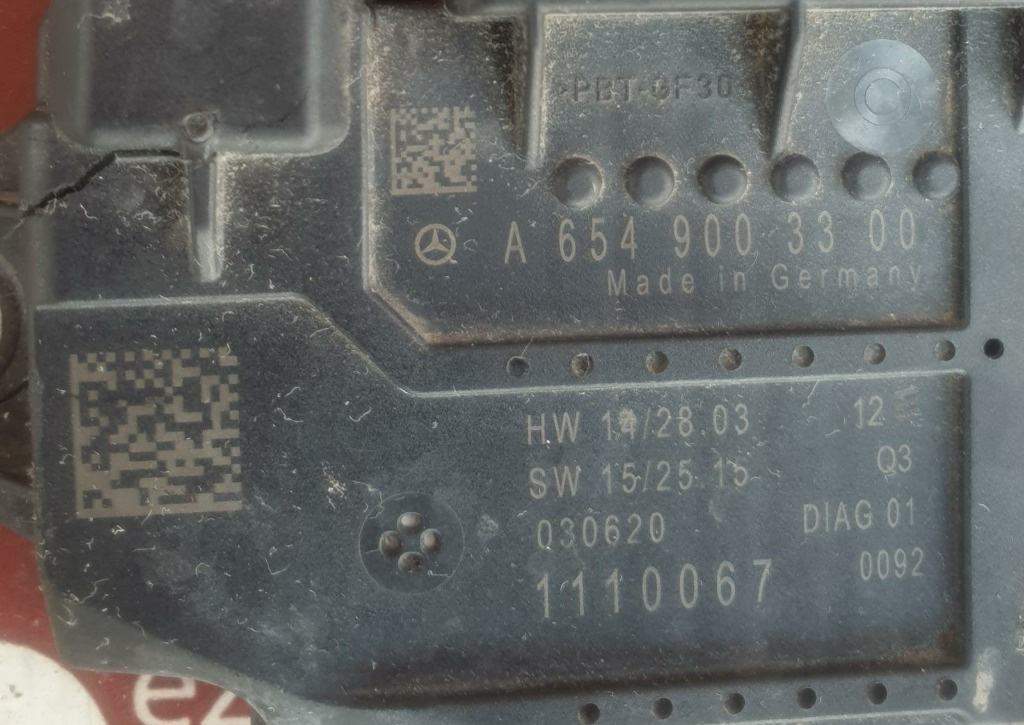 >PBT-GF30<
A 654 900 33 00
Made in Germany
HW 14/28.03 12
SW 15/25.15 Q3
030620 DIAG 01
1110067 0092
ez